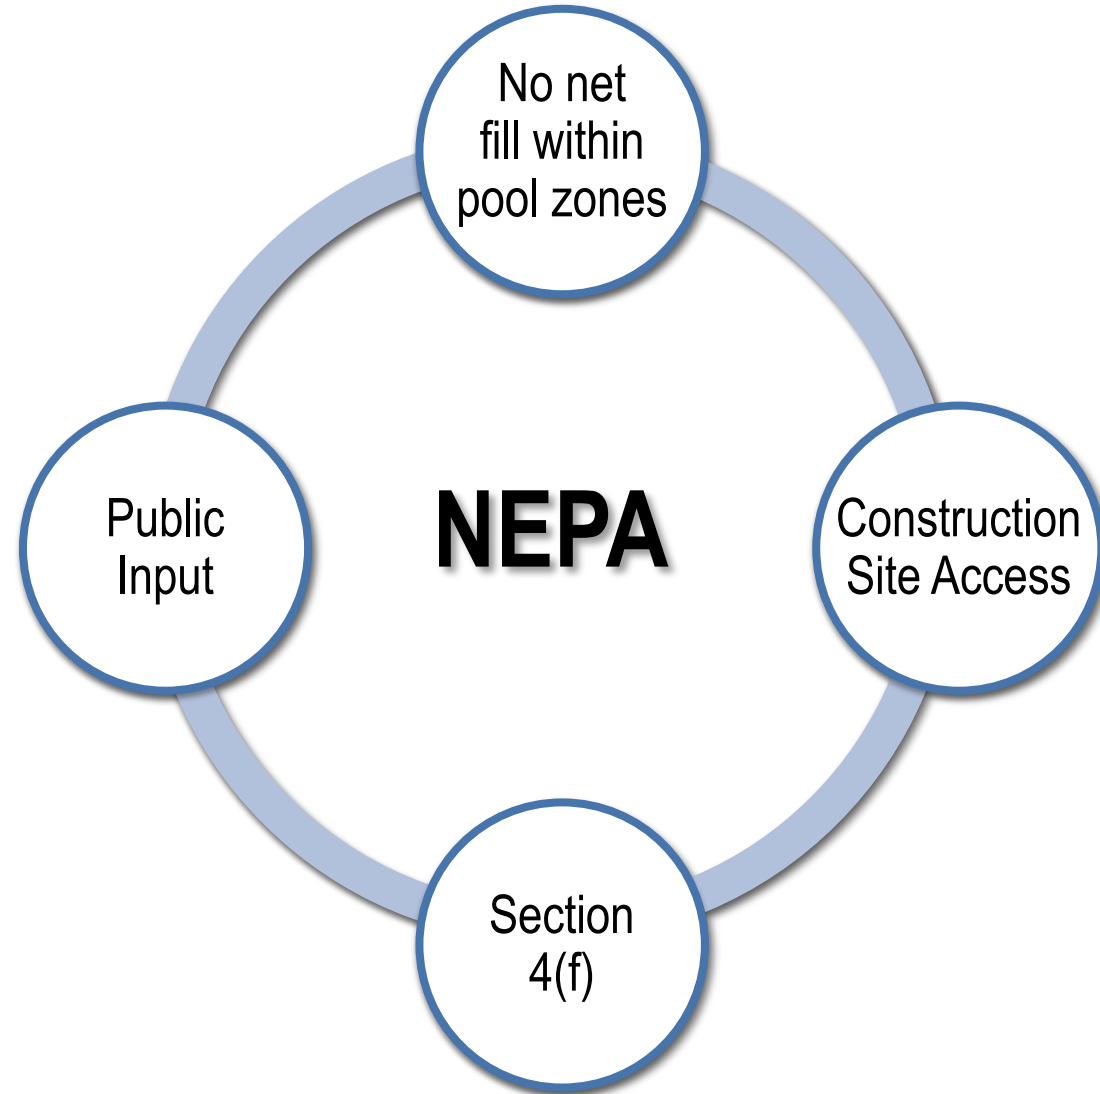 No net
fill within
pool zones
Public
Input
NEPA
Construction
Site Access
Section
4(f)